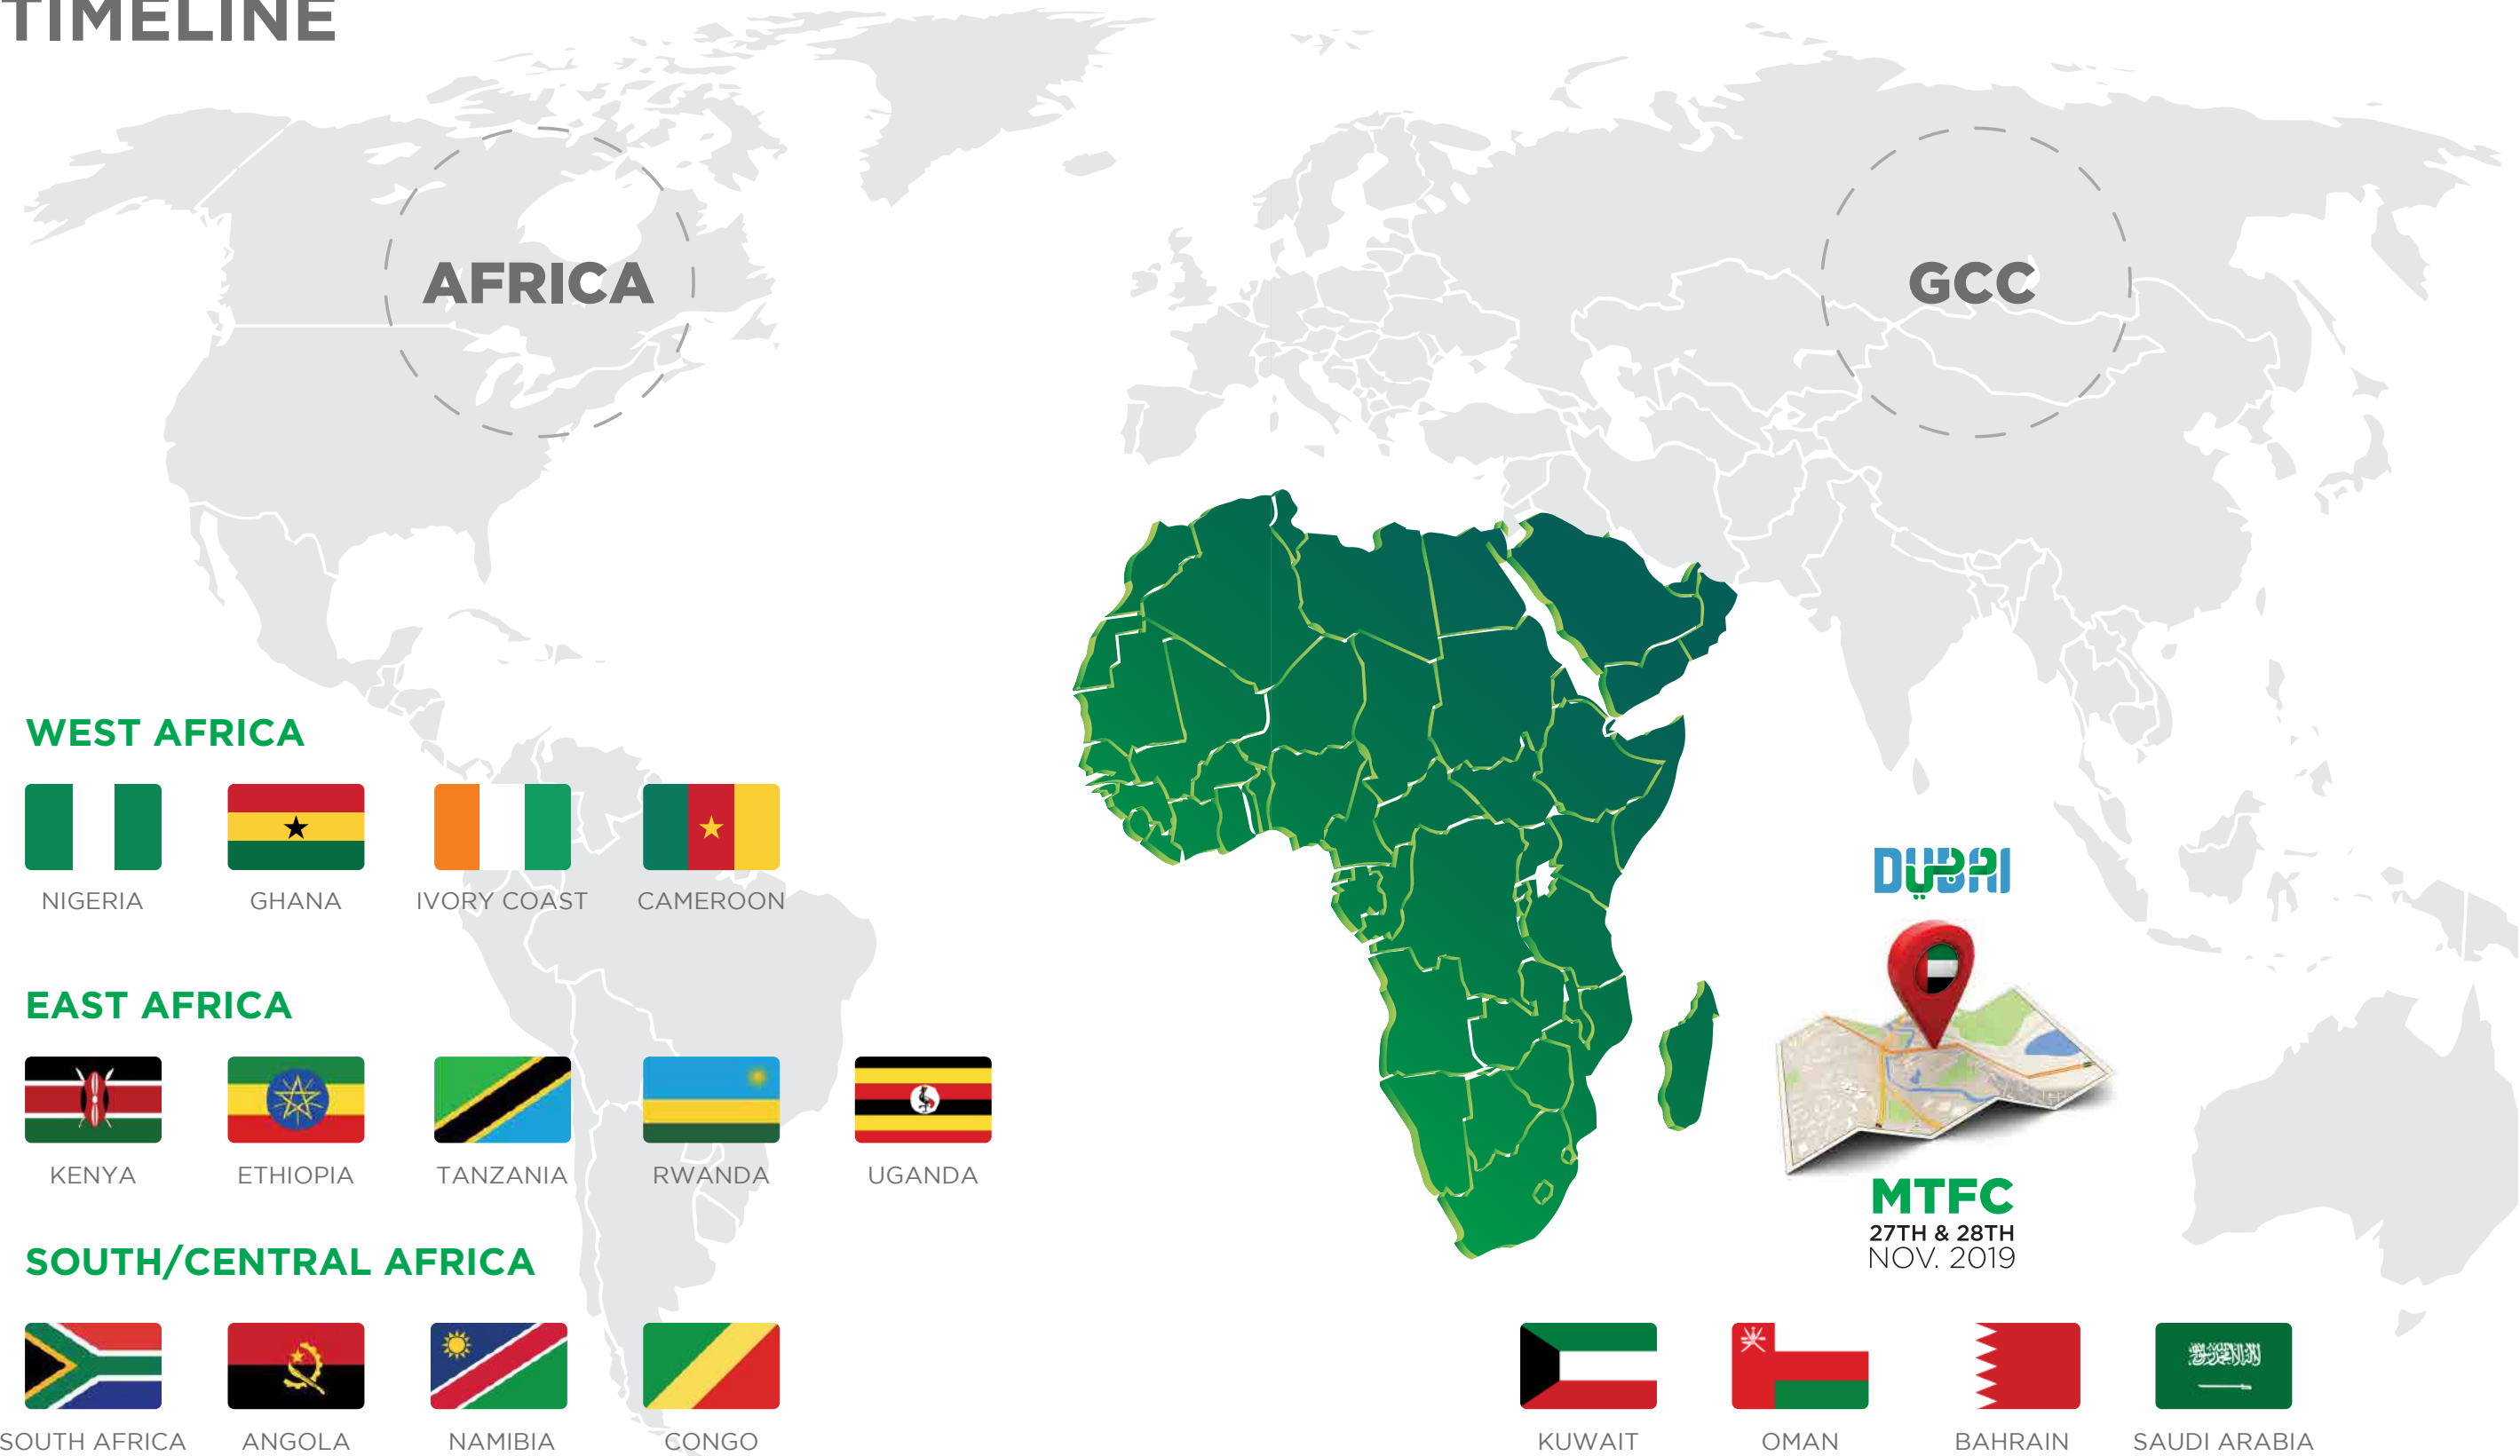 TIMELINE
AFRICA
GCC
WEST AFRICA
NIGERIA
GHANA
IVORY COAST
CAMEROON
EAST AFRICA
KENYA
ETHIOPIA
TANZANIA
RWANDA
UGANDA
SOUTH/CENTRAL AFRICA
SOUTH AFRICA
ANGOLA
NAMIBIA
CONGO
DUBAI
MTFC
27TH & 28TH
NOV. 2019
KUWAIT
OMAN
BAHRAIN
SAUDI ARABIA